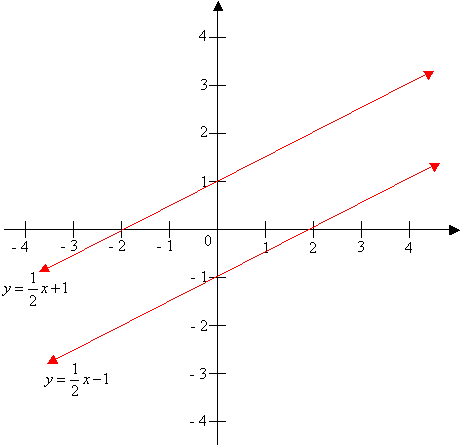 4
3
2
1
- 4 - 3 - 2 - 1 0 1 2 3 4
y = 1/2 x + 1
- 1
- 2
y = 1/2 x − 1
- 3
- 4